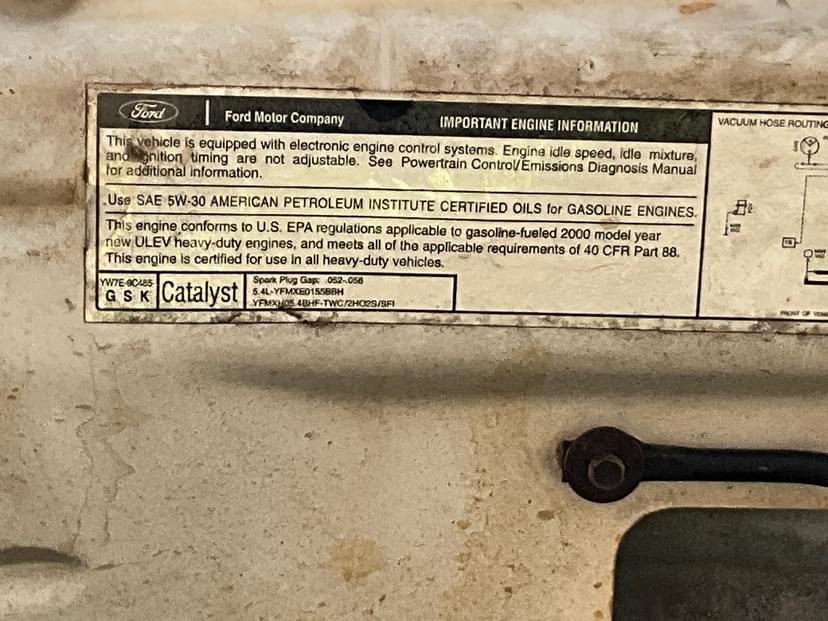 Ford
Ford Motor Company
IMPORTANT ENGINE INFORMATION
This vehicle is equipped with electronic engine control systems. Engine idle speed, idle mixture,
and ignition timing are not adjustable. See Powertrain Control/Emissions Diagnosis Manual
for additional information.
Use SAE 5W-30 AMERICAN PETROLEUM INSTITUTE CERTIFIED OILS for GASOLINE ENGINES.
This engine conforms to U.S. EPA regulations applicable to gasoline-fueled 2000 model year
new ULEV heavy-duty engines, and meets all of the applicable requirements of 40 CFR Part 88.
This engine is certified for use in all heavy-duty vehicles.
YW7E-9C485-
G S K
Catalyst
Spark Plug Gap: .052-.056
5.4L-YFMXE0155BBH
YFMXH05.4BHF-TWC/2HO2S/SFI
VACUUM HOSE ROUTING
FRONT OF